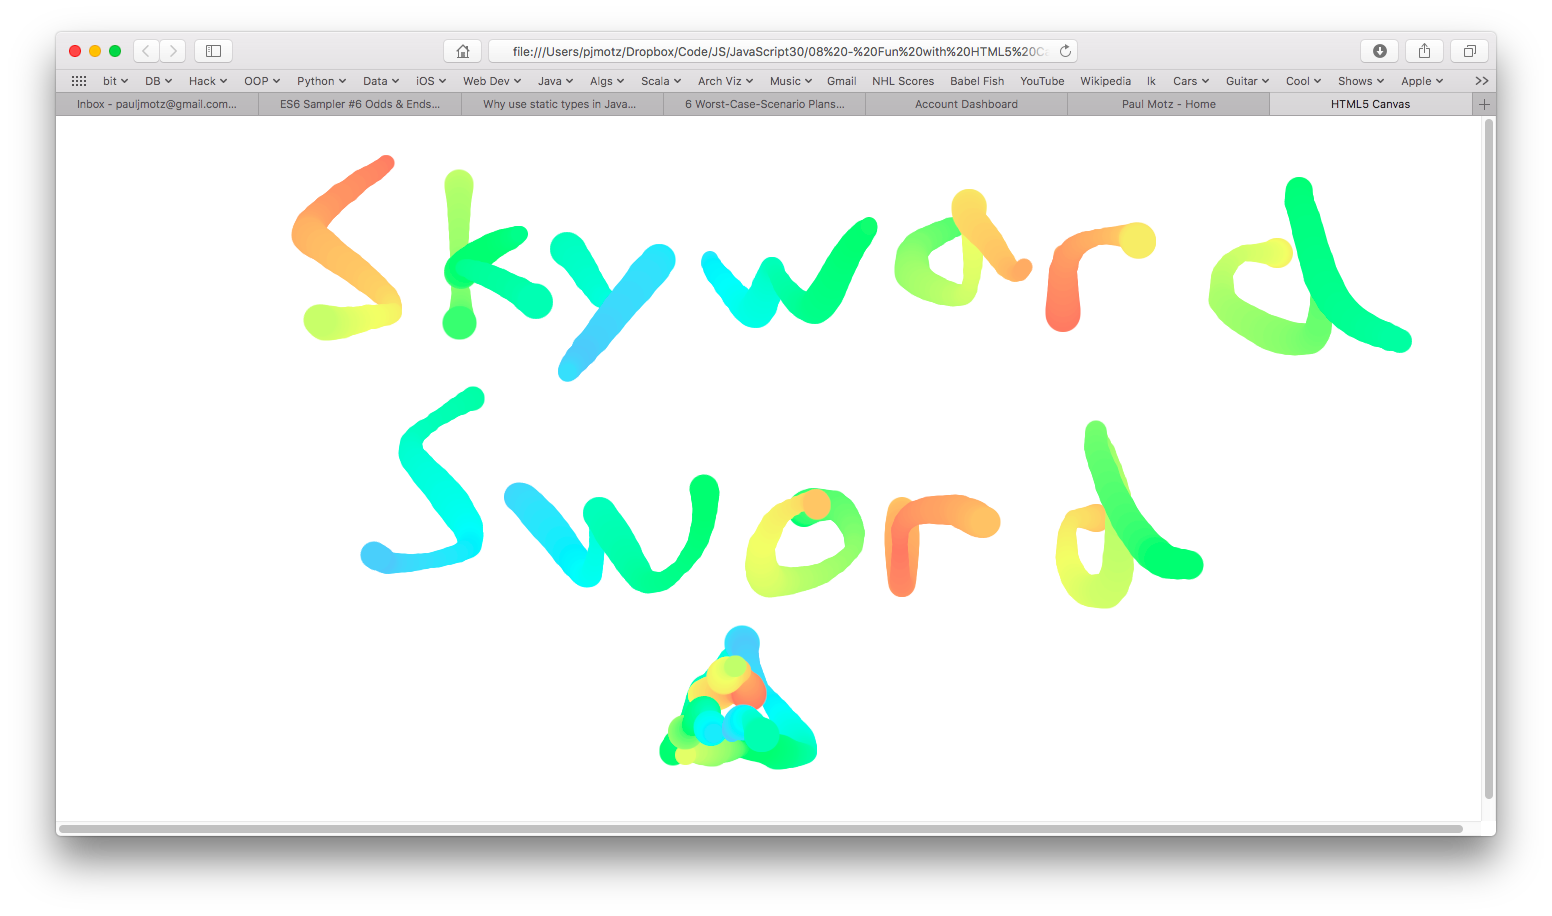 file:///Users/pjmotz/Dropbox/Code/JS/JavaScript30/08%20-%20Fun%20with%20HTML5%20C
bit DB Hack OOP Python Data iOS Web Dev Java Algs Scala Arch Viz Music Gmail NHL Scores Babel Fish YouTube Wikipedia Ik Cars Guitar Cool Shows Apple
Inbox - pauljmotz@gmail.com... ES6 Sampler #6 Odds & Ends... Why use static types in Java... 6 Worst-Case-Scenario Plans... Account Dashboard Paul Motz - Home HTML5 Canvas
Skyward
Sword